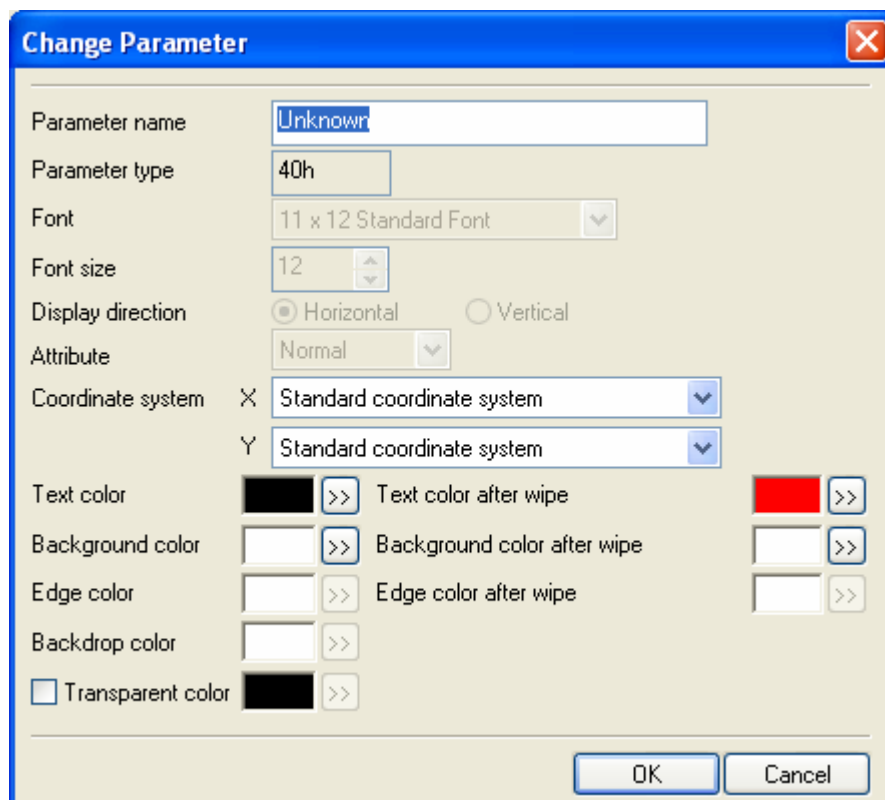 Change Parameter
Parameter name Unknown
Parameter type 40h
Font 11 x 12 Standard Font
Font size 12
Display direction Horizontal Vertical
Attribute Normal
Coordinate system X Standard coordinate system
Y Standard coordinate system
Text color >> Text color after wipe >>
Background color >> Background color after wipe >>
Edge color >> Edge color after wipe >>
Backdrop color >>
Transparent color >>
OK Cancel